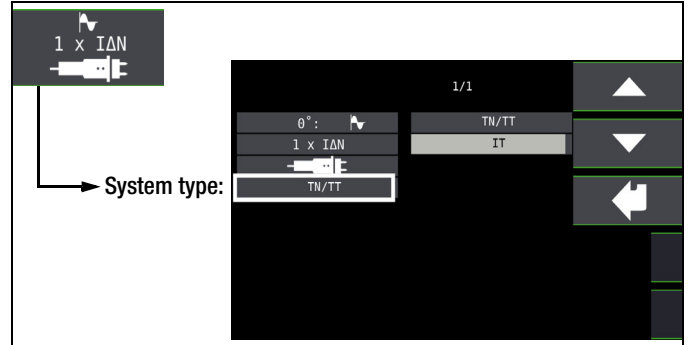 1 x IΔN
System type:
1/1
0°:
1 x IΔN
TN/TT
TN/TT
IT